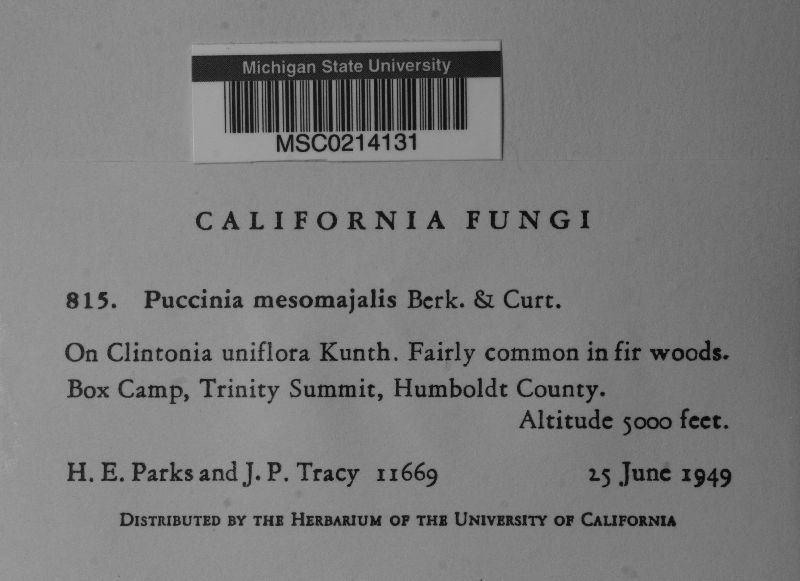 Michigan State University
MSC0214131
CALIFORNIA FUNGI
815. Puccinia mesomajalis Berk. & Curt.
On Clintonia uniflora Kunth. Fairly common in fir woods.
Box Camp, Trinity Summit, Humboldt County.
Altitude 5000 feet.
H. E. Parks and J. P. Tracy 11669 25 June 1949
DISTRIBUTED BY THE HERBARIUM OF THE UNIVERSITY OF CALIFORNIA